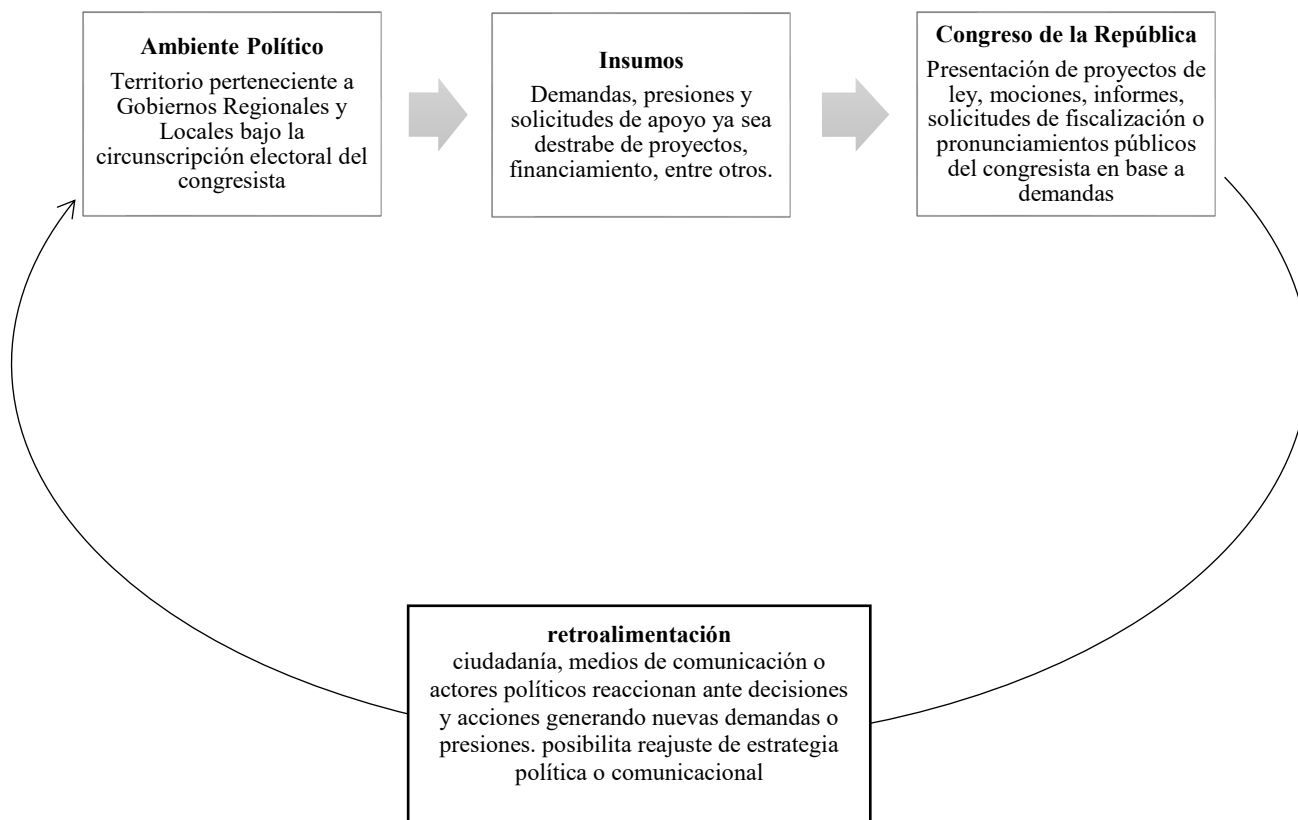 Ambiente Político
Territorio perteneciente a
Gobiernos Regionales y
Locales bajo la
circunscripción electoral del
congresista
Insumos
Demandas, presiones y
solicitudes de apoyo ya sea
destrabe de proyectos,
financiamiento, entre otros.
Congreso de la República
Presentación de proyectos de
ley, mociones, informes,
solicitudes de fiscalización o
pronunciamientos públicos
del congresista en base a
demandas
retroalimentación
ciudadanía, medios de comunicación o
actores políticos reaccionan ante decisiones
y acciones generando nuevas demandas o
presiones. posibilita reajuste de estrategia
política o comunicacional